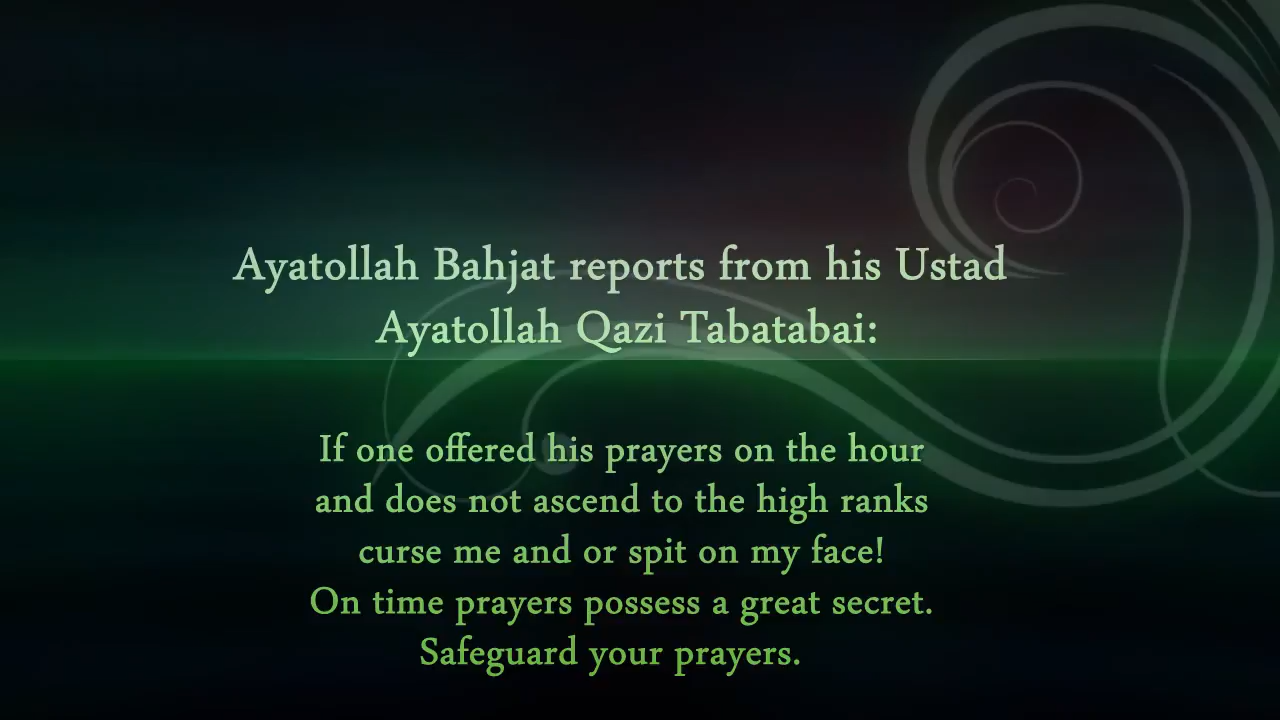 Ayatollah Bahjat reports from his Ustad
Ayatollah Qazi Tabatabai:
If one offered his prayers on the hour
and does not ascend to the high ranks
curse me and or spit on my face!
On time prayers possess a great secret.
Safeguard your prayers.